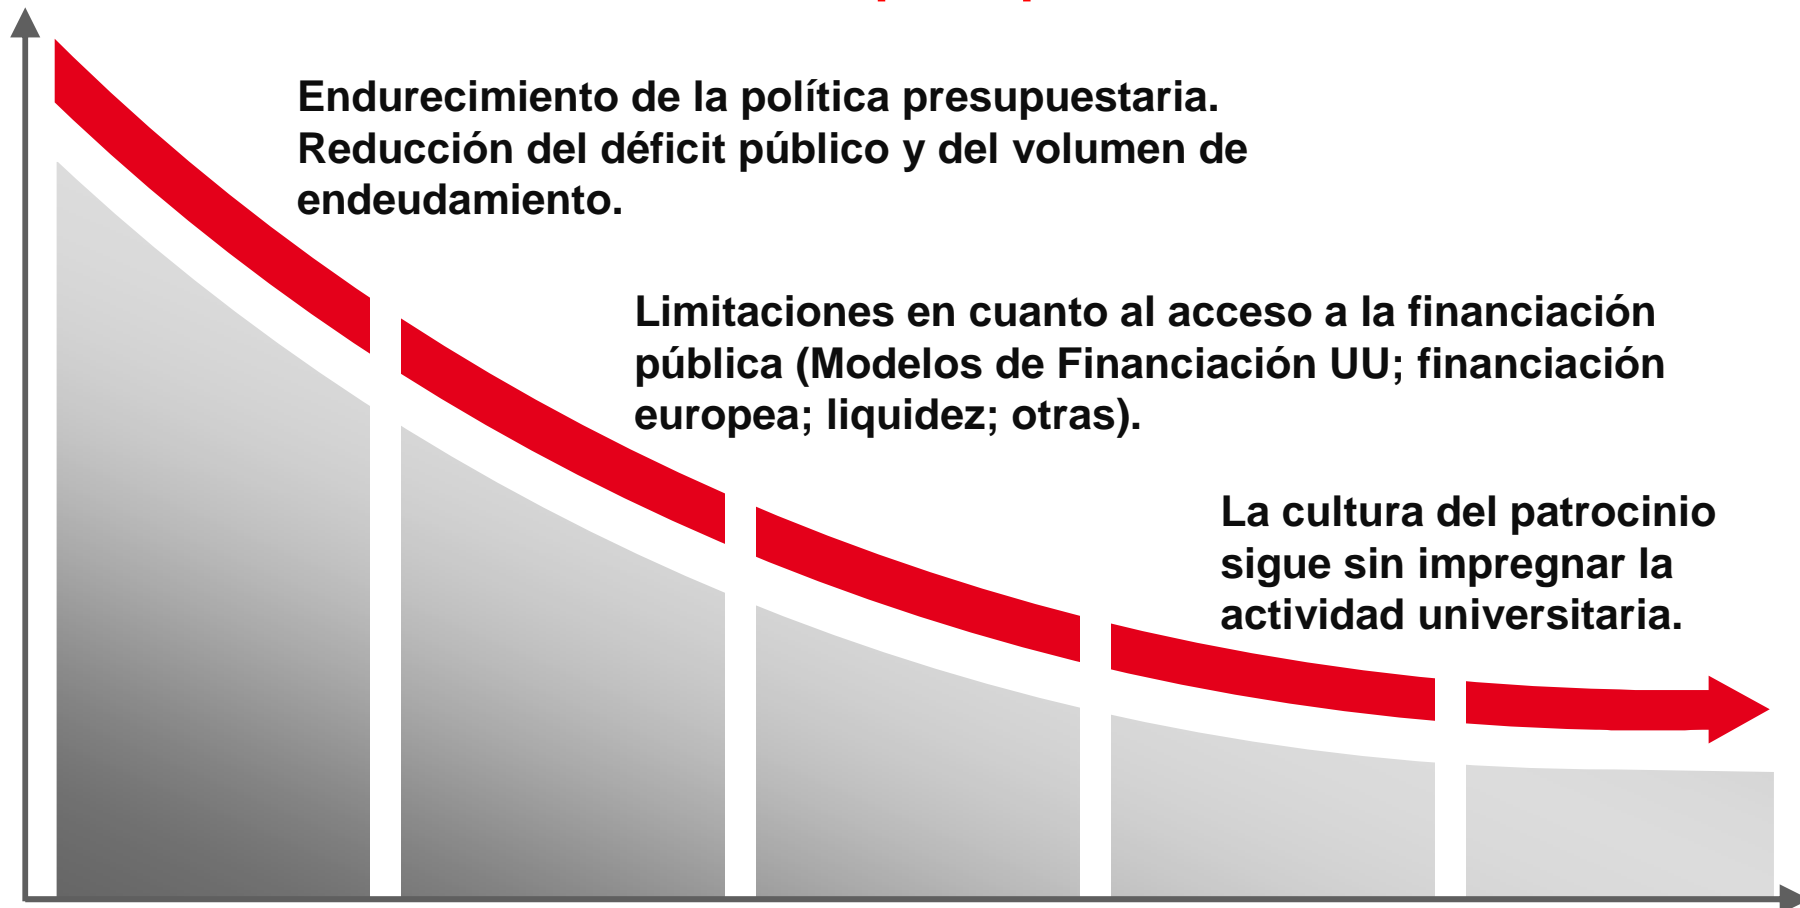 Endurecimiento de la política presupuestaria.
Reducción del déficit público y del volumen de
endeudamiento.
Limitaciones en cuanto al acceso a la financiación
pública (Modelos de Financiación UU; financiación
europea; liquidez; otras).
La cultura del patrocinio
sigue sin impregnar la
actividad universitaria.